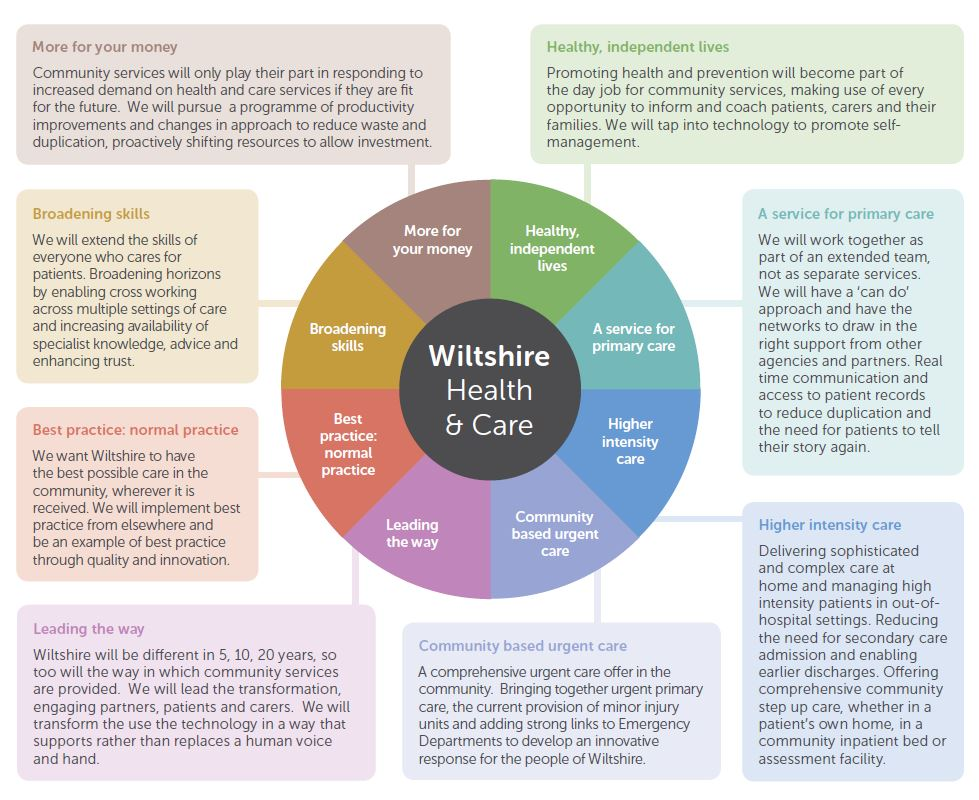 More for your money
Community services will only play their part in responding to
increased demand on health and care services if they are fit
for the future.  We will pursue  a programme of productivity
improvements and changes in approach to reduce waste and
duplication, proactively shifting resources to allow investment.
Healthy, independent lives
Promoting health and prevention will become part of
the day job for community services, making use of every
opportunity to inform and coach patients, carers and their
families. We will tap into technology to promote self-
management.
Broadening skills
We will extend the skills of
everyone who cares for
patients. Broadening horizons
by enabling cross working
across multiple settings of care
and increasing availability of
specialist knowledge, advice and
enhancing trust.
A service for primary care
We will work together as
part of an extended team,
not as separate services.
We will have a ‘can do’
approach and have the
networks to draw in the
right support from other
agencies and partners. Real
time communication and
access to patient records
to reduce duplication and
the need for patients to tell
their story again.
More for
your money
Healthy,
independent
lives
Broadening
skills
A service for
primary care
Wiltshire
Health
& Care
Best
practice:
normal
practice
Higher
intensity
care
Leading
the way
Community
based urgent
care
Best practice: normal practice
We want Wiltshire to have
the best possible care in the
community, wherever it is
received. We will implement best
practice from elsewhere and
be an example of best practice
through quality and innovation.
Higher intensity care
Delivering sophisticated
and complex care at
home and managing high
intensity patients in out-of-
hospital settings. Reducing
the need for secondary care
admission and enabling
earlier discharges. Offering
comprehensive community
step up care, whether in a
patient’s own home, in a
community inpatient bed or
assessment facility.
Leading the way
Wiltshire will be different in 5, 10, 20 years, so
too will the way in which community services
are provided.  We will lead the transformation,
engaging partners, patients and carers.  We will
transform the use the technology in a way that
supports rather than replaces a human voice
and hand.
Community based urgent care
A comprehensive urgent care offer in the
community.  Bringing together urgent primary
care, the current provision of minor injury
units and adding strong links to Emergency
Departments to develop an innovative
response for the people of Wiltshire.